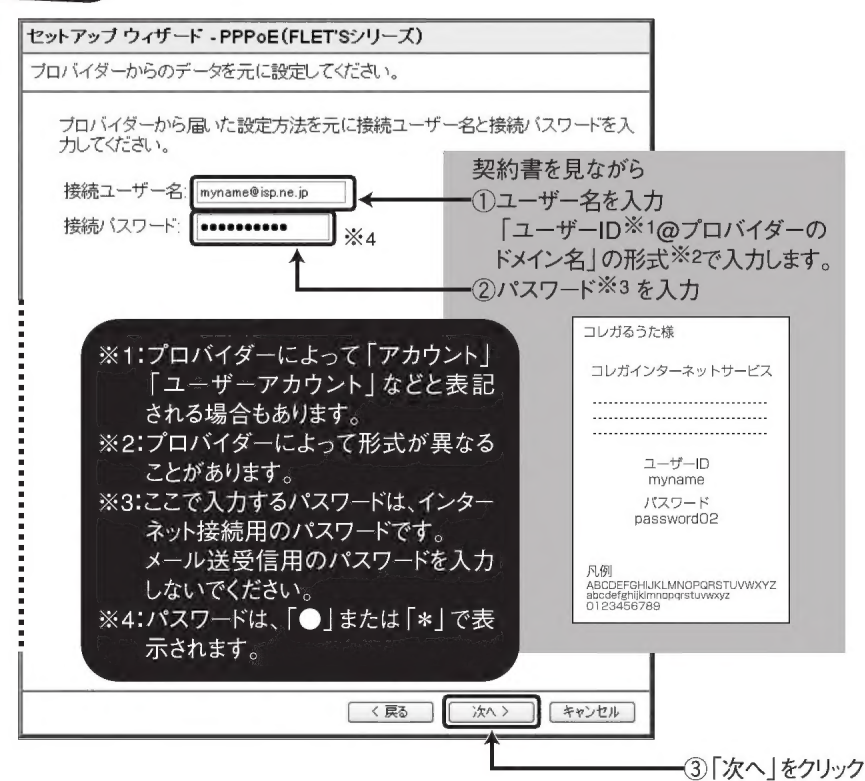 セットアップ ウィザード - PPPoE(FLET'Sシリーズ)
プロバイダーからのデータを元に設定してください。
プロバイダーから届いた設定方法を元に接続ユーザー名と接続パスワードを入
力してください。
接続ユーザー名: myname@isp.ne.jp
接続パスワード: ●●●●●●●●●● ※4
契約書を見ながら
①ユーザー名を入力
「ユーザーID※1@プロバイダーの
ドメイン名」の形式※2で入力します。
②パスワード※3 を入力
※1:プロバイダーによって「アカウント」
「ユーザーアカウント」などと表記
される場合もあります。
※2:プロバイダーによって形式が異なる
ことがあります。
※3:ここで入力するパスワードは、インター
ネット接続用のパスワードです。
メール送受信用のパスワードを入力
しないでください。
※4:パスワードは、「●」または「*」で表
示されます。
コレガるうた様
コレガインターネットサービス
ユーザーID
myname
パスワード
password02
凡例
ABCDEFGHIJKLMNOPQRSTUVWXYZ
abcdefghijklmnopqrstuvwxyz
0123456789
< 戻る
次へ >
キャンセル
③「次へ」をクリック